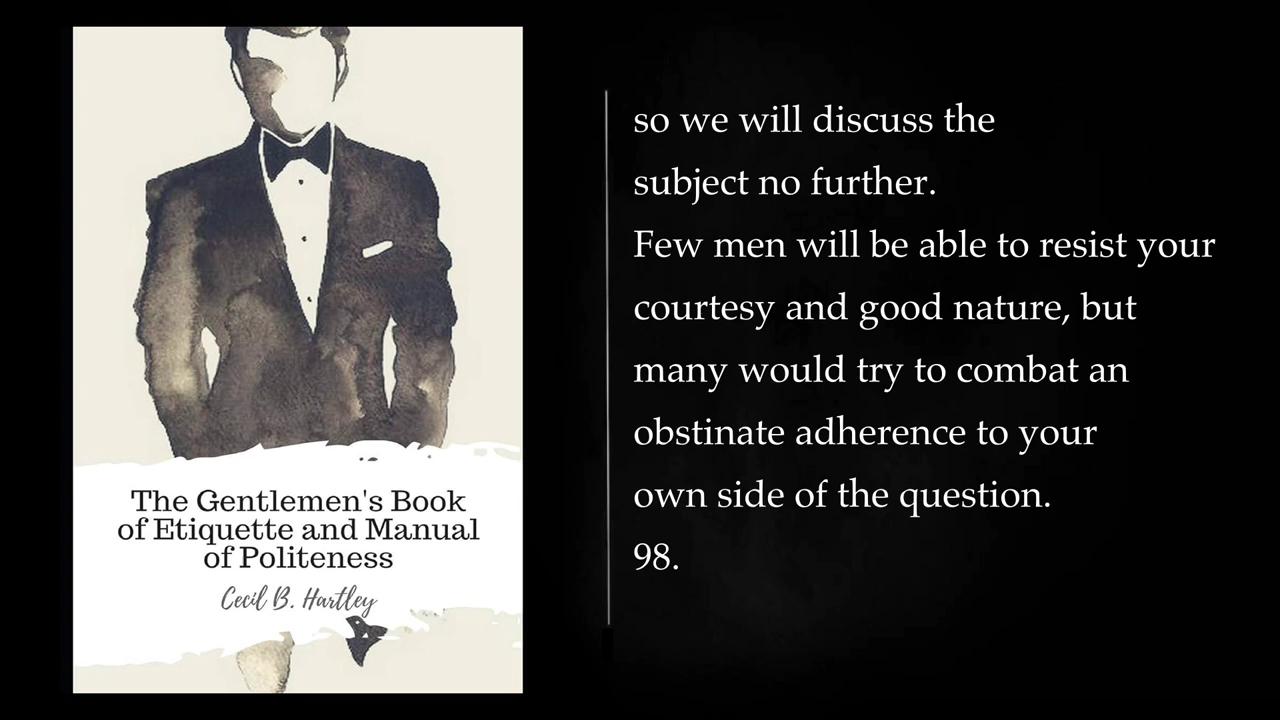 The Gentlemen's Book
of Etiquette and Manual
of Politeness
Cecil B. Hartley
so we will discuss the
subject no further.
Few men will be able to resist your
courtesy and good nature, but
many would try to combat an
obstinate adherence to your
own side of the question.
98.